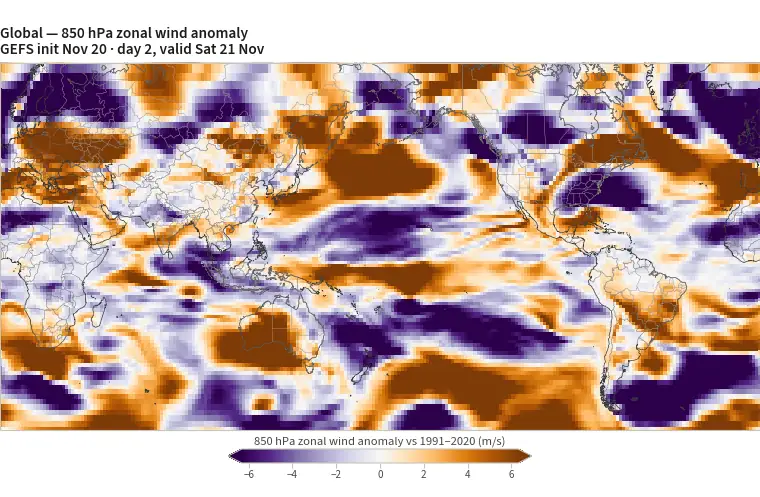 Global — 850 hPa zonal wind anomaly
GEFS init Nov 20 · day 2, valid Sat 21 Nov
850 hPa zonal wind anomaly vs 1991–2020 (m/s)
−6 −4 −2 0 2 4 6